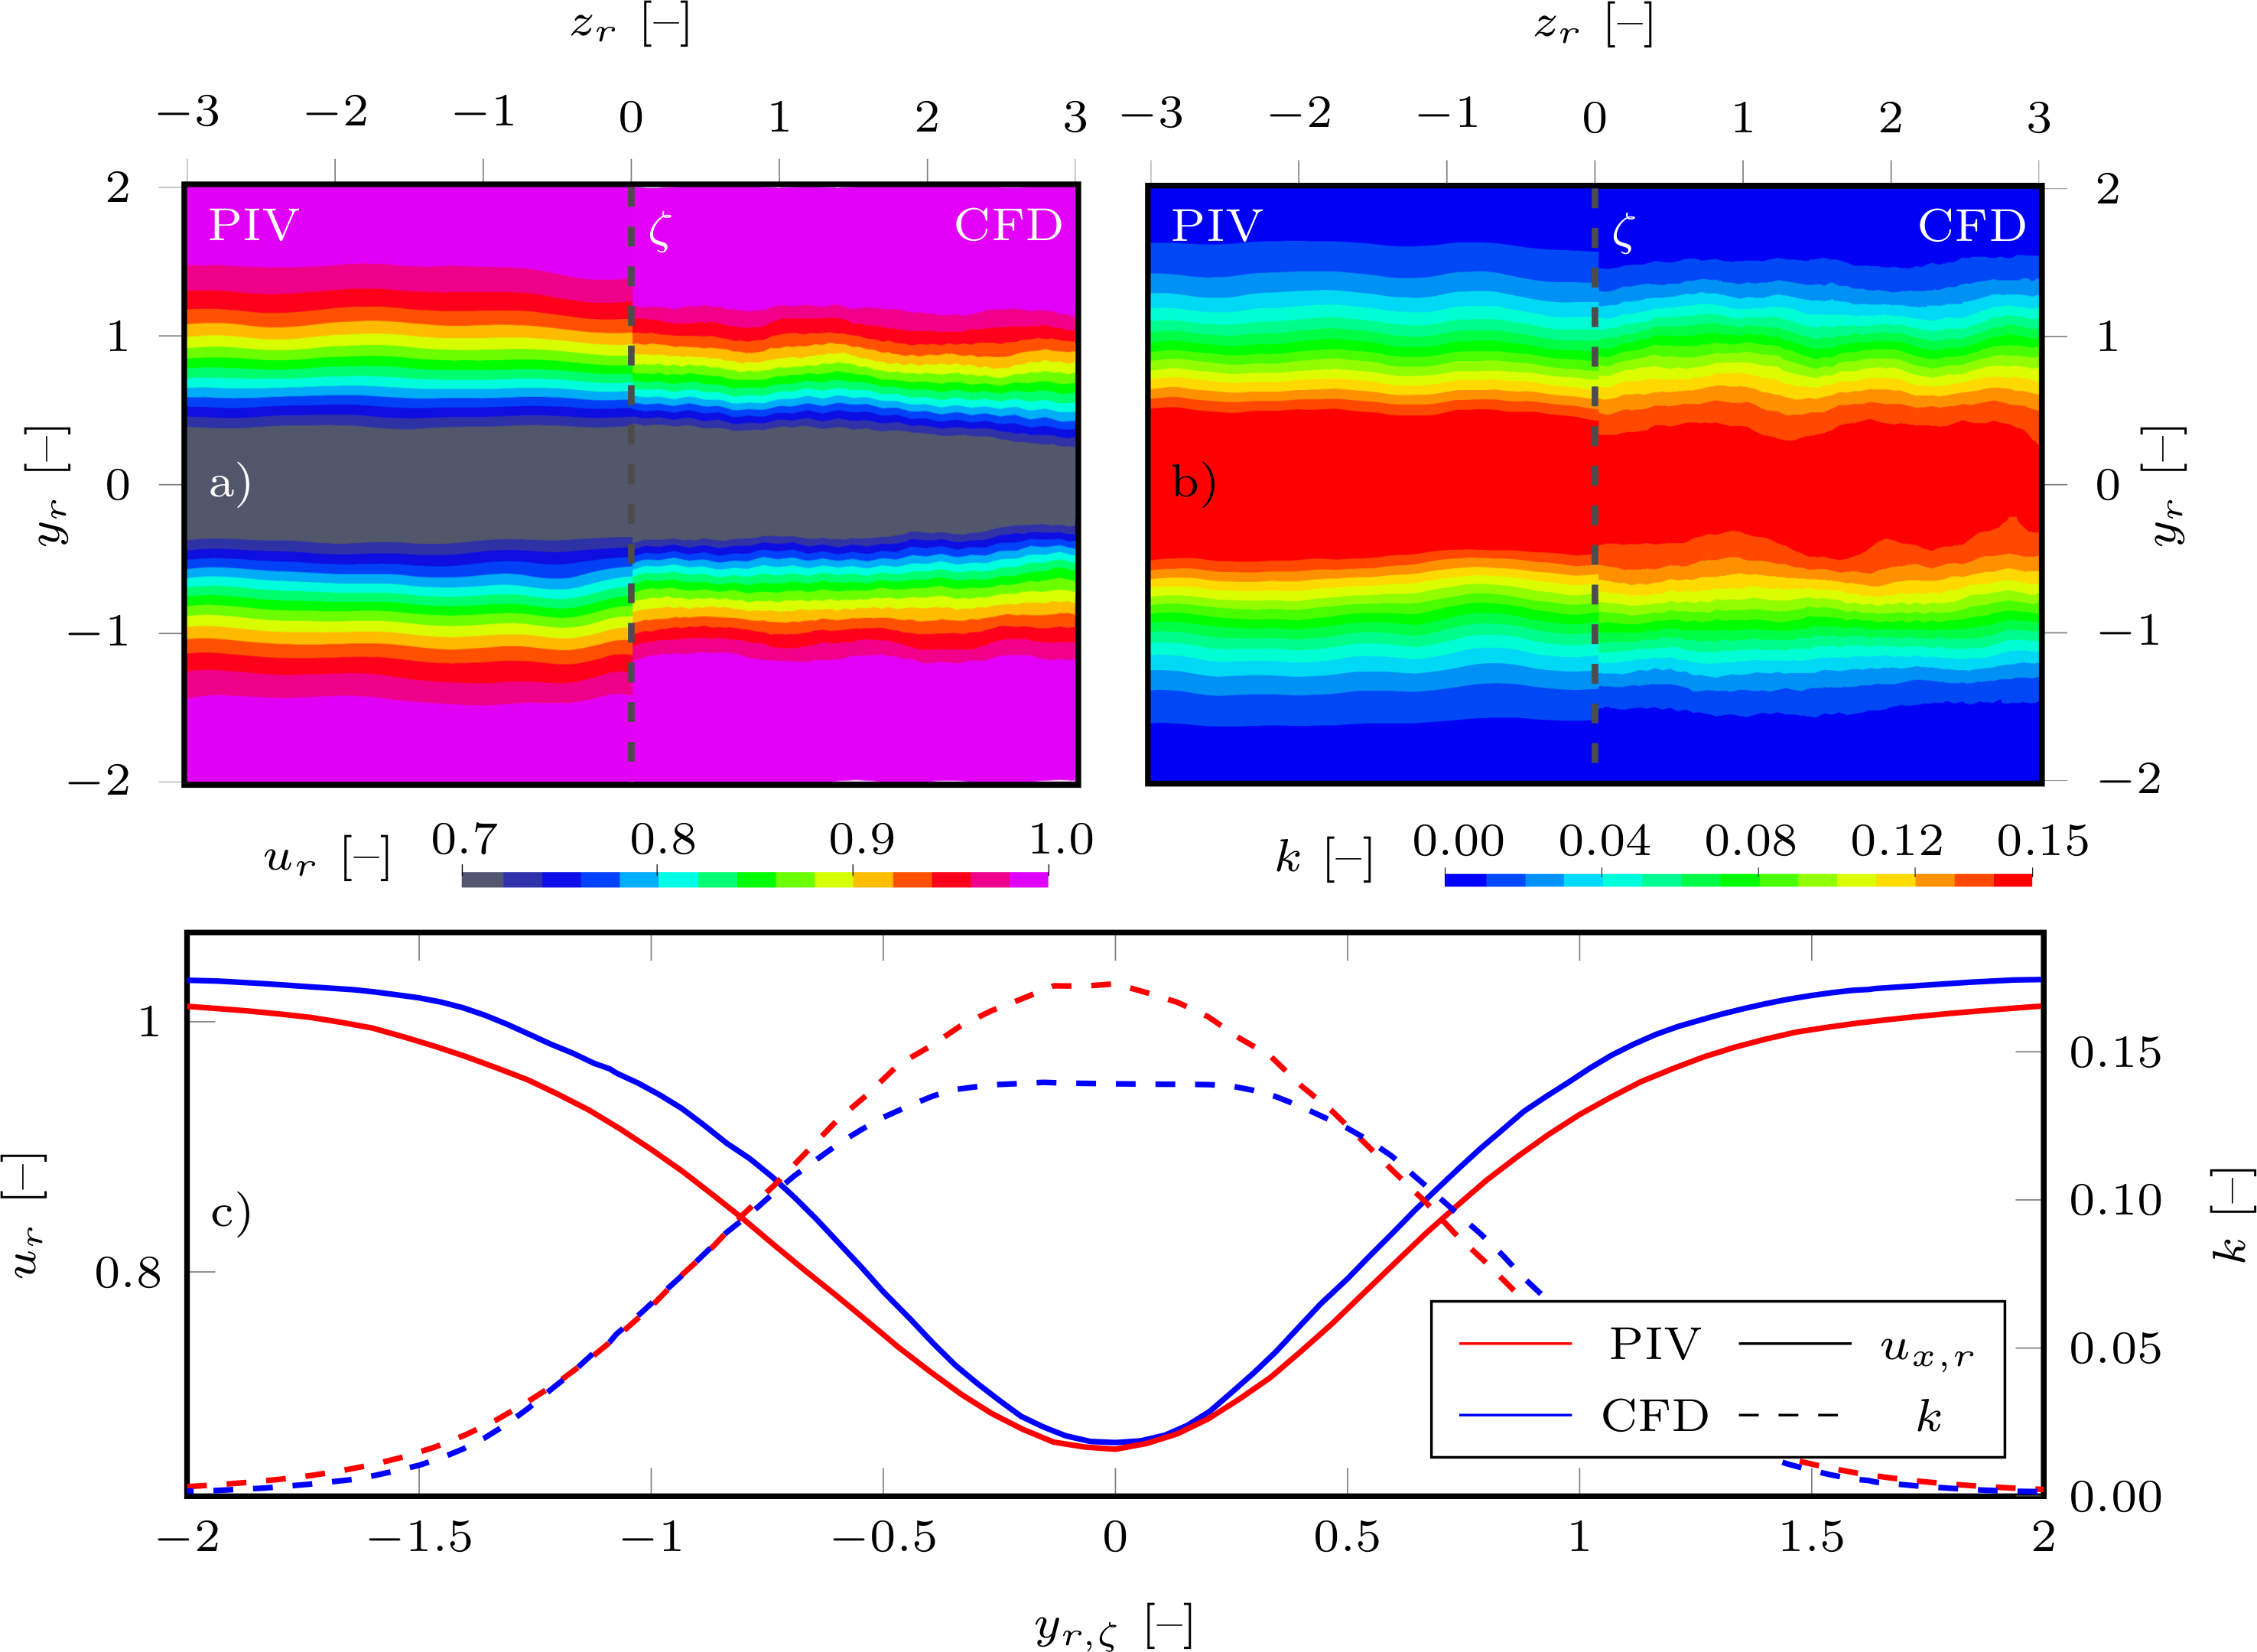 z_r [–] z_r [–]
−3 −2 −1 0 1 2 3 −3 −2 −1 0 1 2 3
2 PIV ζ CFD PIV ζ CFD 2
1 1
y_r [–] 0 a) b) 0 y_r [–]
−1 −1
−2 −2
u_r [–] 0.7 0.8 0.9 1.0 k [–] 0.00 0.04 0.08 0.12 0.15
1
0.15
u_r [–] c) 0.10 k [–]
0.8
PIV u_{x,r} 0.05
CFD k
0.00
−2 −1.5 −1 −0.5 0 0.5 1 1.5 2
y_{r,ζ} [–]